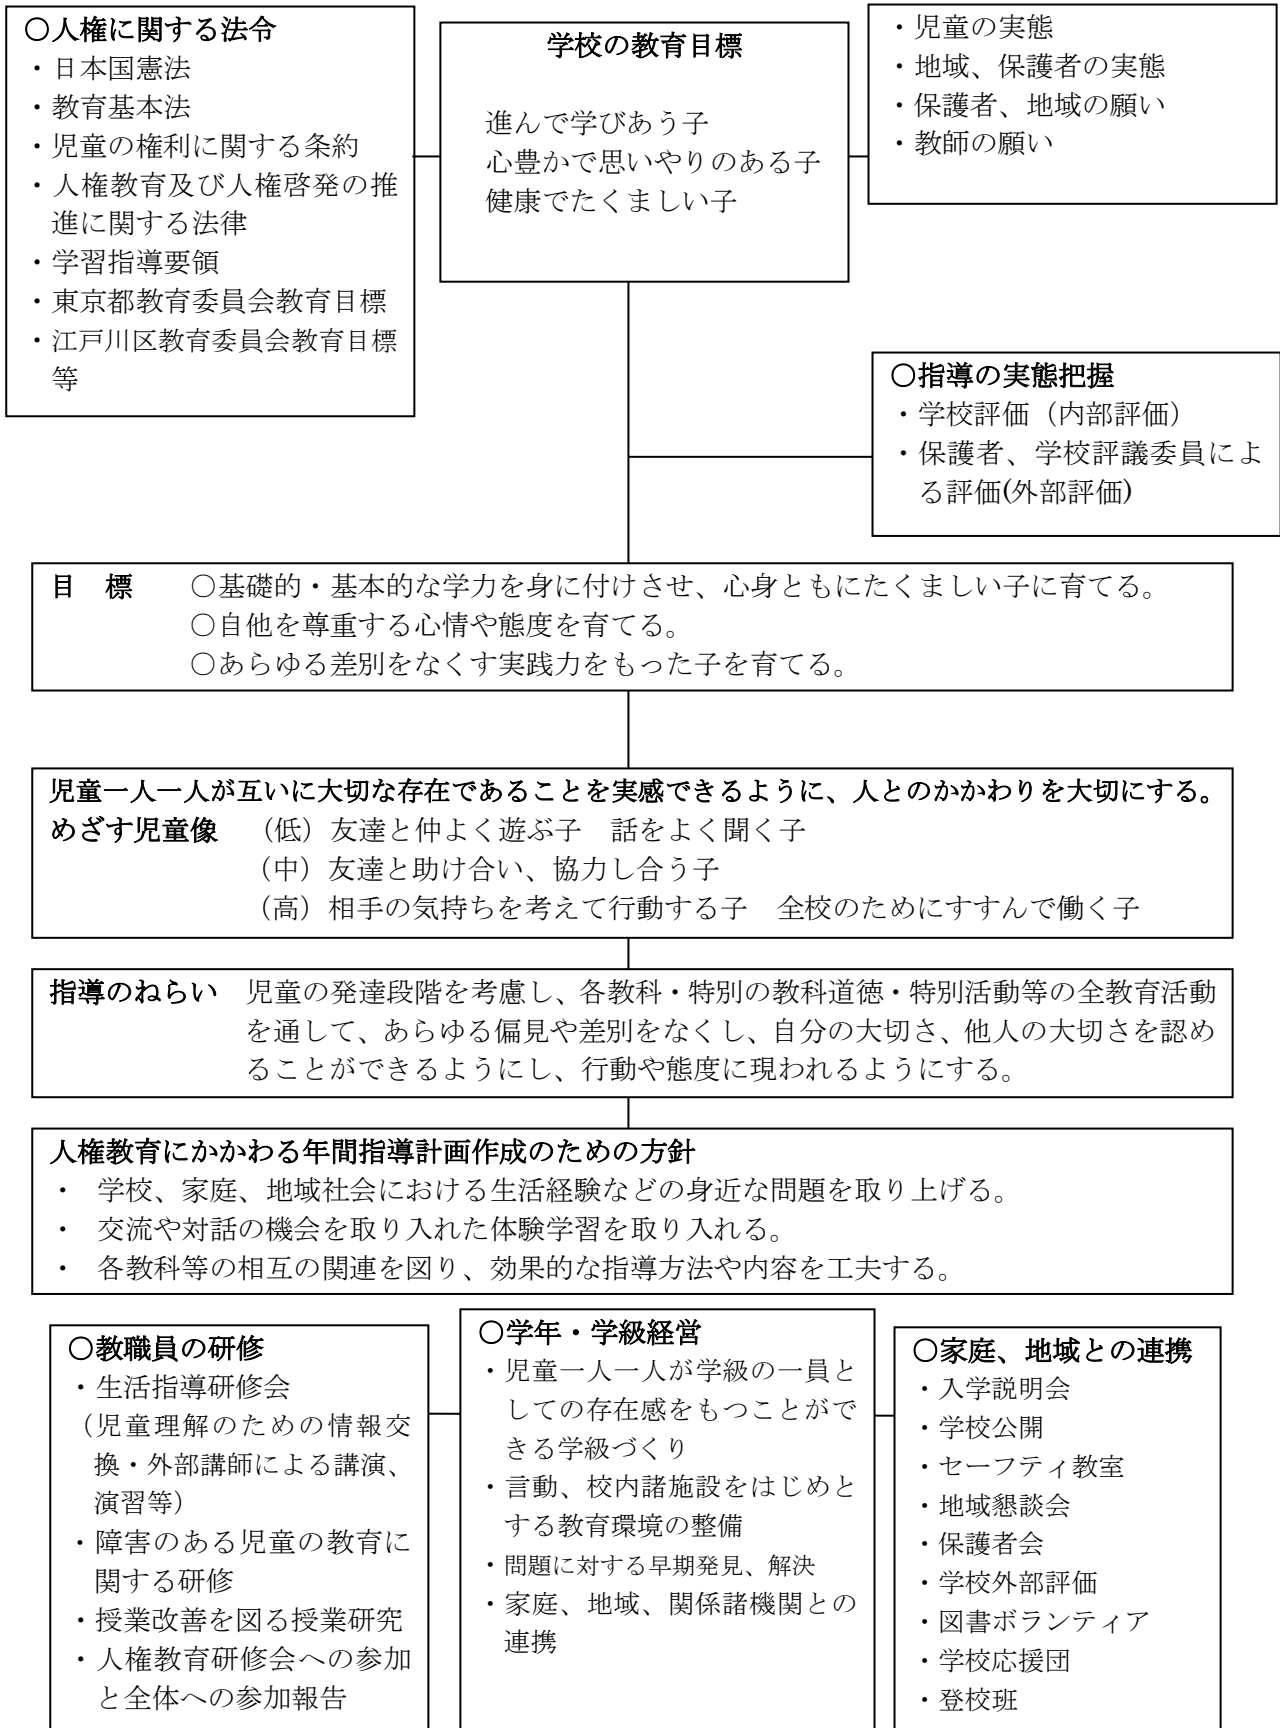 〇人権に関する法令
・日本国憲法
・教育基本法
・児童の権利に関する条約
・人権教育及び人権啓発の推
進に関する法律
・学習指導要領
・東京都教育委員会教育目標
・江戸川区教育委員会教育目標
等
学校の教育目標
進んで学びあう子
心豊かで思いやりのある子
健康でたくましい子
・児童の実態
・地域、保護者の実態
・保護者、地域の願い
・教師の願い
〇指導の実態把握
・学校評価（内部評価）
・保護者、学校評議委員によ
る評価(外部評価)
目　標　〇基礎的・基本的な学力を身に付けさせ、心身ともにたくましい子に育てる。
〇自他を尊重する心情や態度を育てる。
〇あらゆる差別をなくす実践力をもった子を育てる。
児童一人一人が互いに大切な存在であることを実感できるように、人とのかかわりを大切にする。
めざす児童像　（低）友達と仲よく遊ぶ子　話をよく聞く子
（中）友達と助け合い、協力し合う子
（高）相手の気持ちを考えて行動する子　全校のためにすすんで働く子
指導のねらい　児童の発達段階を考慮し、各教科・特別の教科道徳・特別活動等の全教育活動
を通して、あらゆる偏見や差別をなくし、自分の大切さ、他人の大切さを認め
ることができるようにし、行動や態度に現われるようにする。
人権教育にかかわる年間指導計画作成のための方針
・　学校、家庭、地域社会における生活経験などの身近な問題を取り上げる。
・　交流や対話の機会を取り入れた体験学習を取り入れる。
・　各教科等の相互の関連を図り、効果的な指導方法や内容を工夫する。
〇教職員の研修
・生活指導研修会
（児童理解のための情報交
換・外部講師による講演、
演習等）
・障害のある児童の教育に
関する研修
・授業改善を図る授業研究
・人権教育研修会への参加
と全体への参加報告
〇学年・学級経営
・児童一人一人が学級の一員と
しての存在感をもつことがで
きる学級づくり
・言動、校内諸施設をはじめと
する教育環境の整備
・問題に対する早期発見、解決
・家庭、地域、関係諸機関との
連携
〇家庭、地域との連携
・入学説明会
・学校公開
・セーフティ教室
・地域懇談会
・保護者会
・学校外部評価
・図書ボランティア
・学校応援団
・登校班